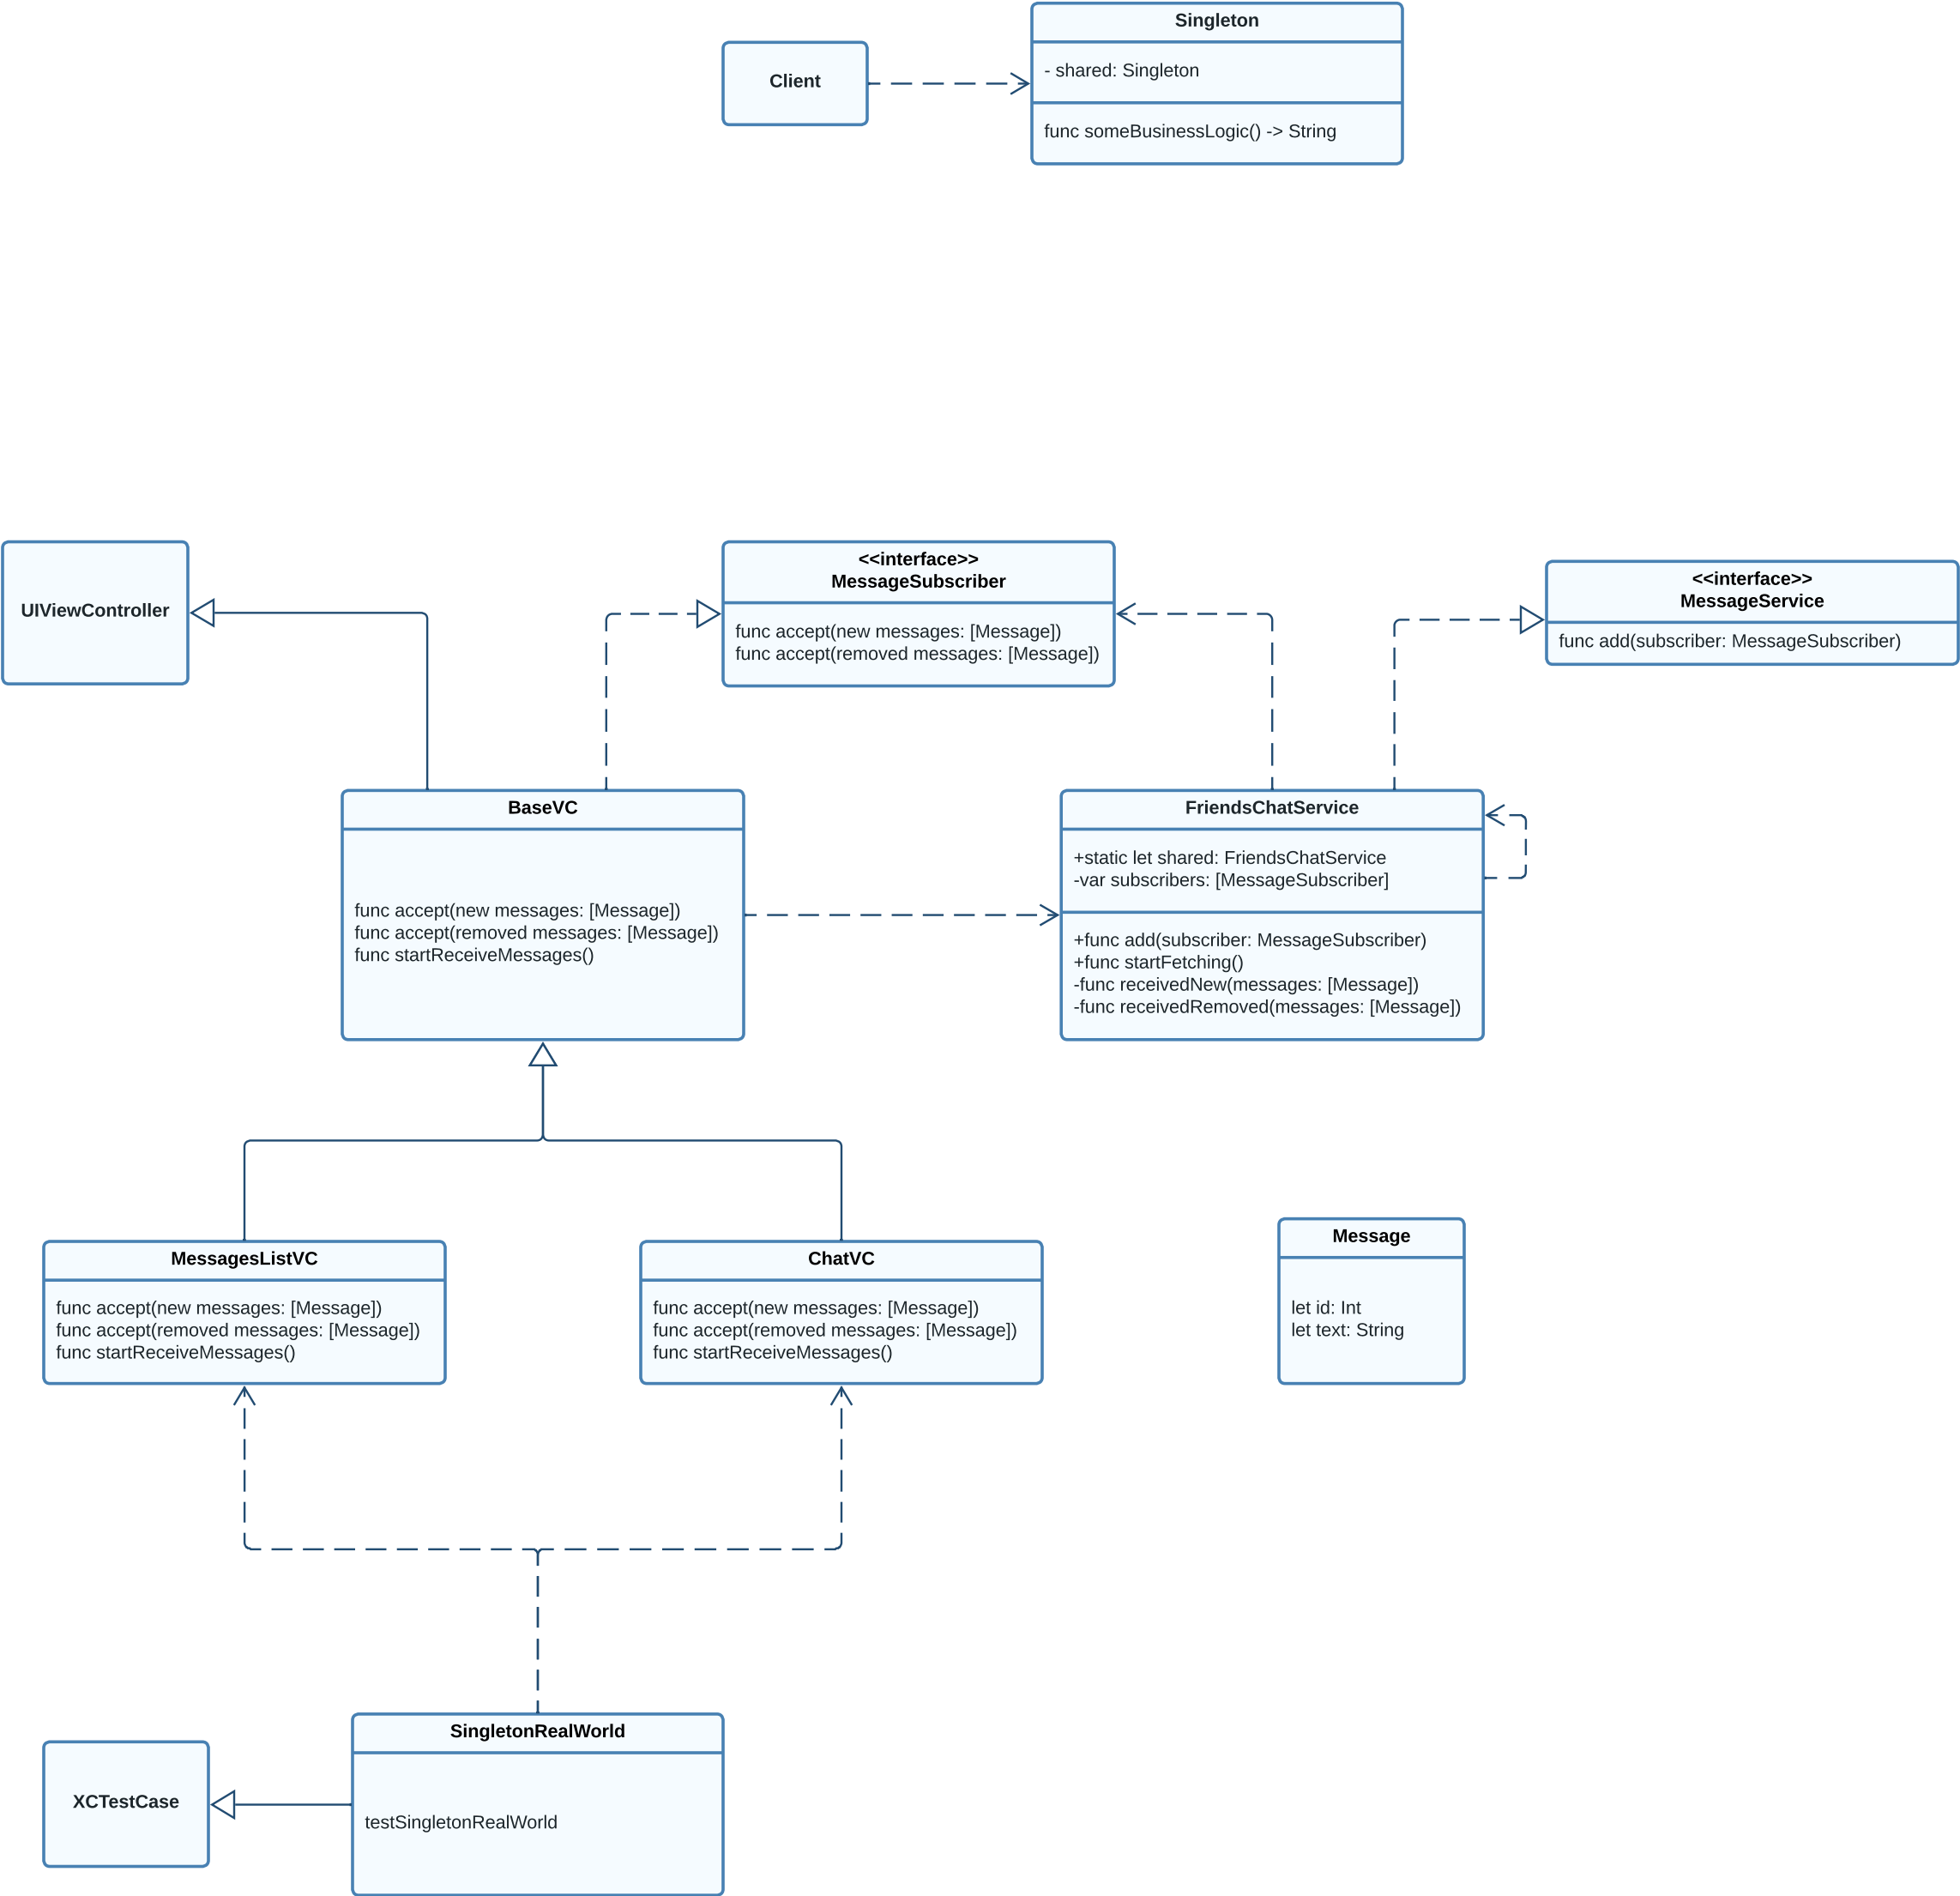 Singleton
- shared: Singleton
func someBusinessLogic() -> String
Client
UIViewController
<<interface>>
MessageSubscriber
func accept(new messages: [Message])
func accept(removed messages: [Message])
<<interface>>
MessageService
func add(subscriber: MessageSubscriber)
BaseVC
func accept(new messages: [Message])
func accept(removed messages: [Message])
func startReceiveMessages()
FriendsChatService
+static let shared: FriendsChatService
-var subscribers: [MessageSubscriber]
+func add(subscriber: MessageSubscriber)
+func startFetching()
-func receivedNew(messages: [Message])
-func receivedRemoved(messages: [Message])
MessagesListVC
func accept(new messages: [Message])
func accept(removed messages: [Message])
func startReceiveMessages()
ChatVC
func accept(new messages: [Message])
func accept(removed messages: [Message])
func startReceiveMessages()
Message
let id: Int
let text: String
SingletonRealWorld
testSingletonRealWorld
XCTestCase